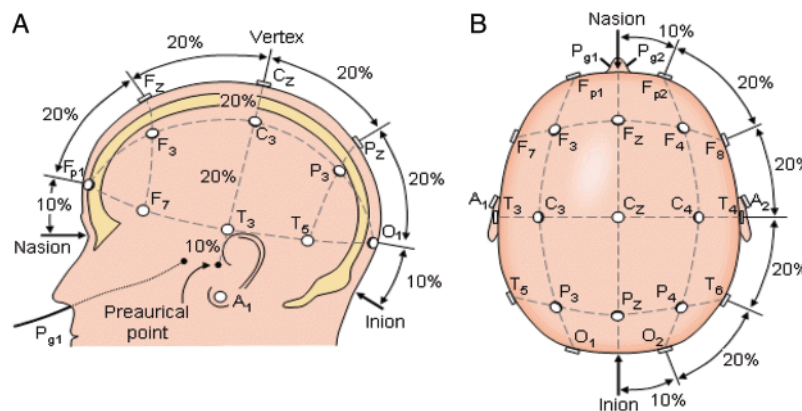 A
20%
Vertex
Cz
20%
Fz
20%
20%
20%
F3
C3
Pz
P3
Fp1
20%
20%
10%
F7
T3
T5
O1
Nasion
10%
10%
Preaurical
point
A1
Inion
Pg1
B
Nasion
10%
Pg1
Pg2
20%
Fp1
Fp2
F7
F3
Fz
F4
F8
20%
A1
T3
C3
Cz
C4
T4
A2
20%
T5
P3
Pz
P4
T6
O1
O2
20%
10%
Inion